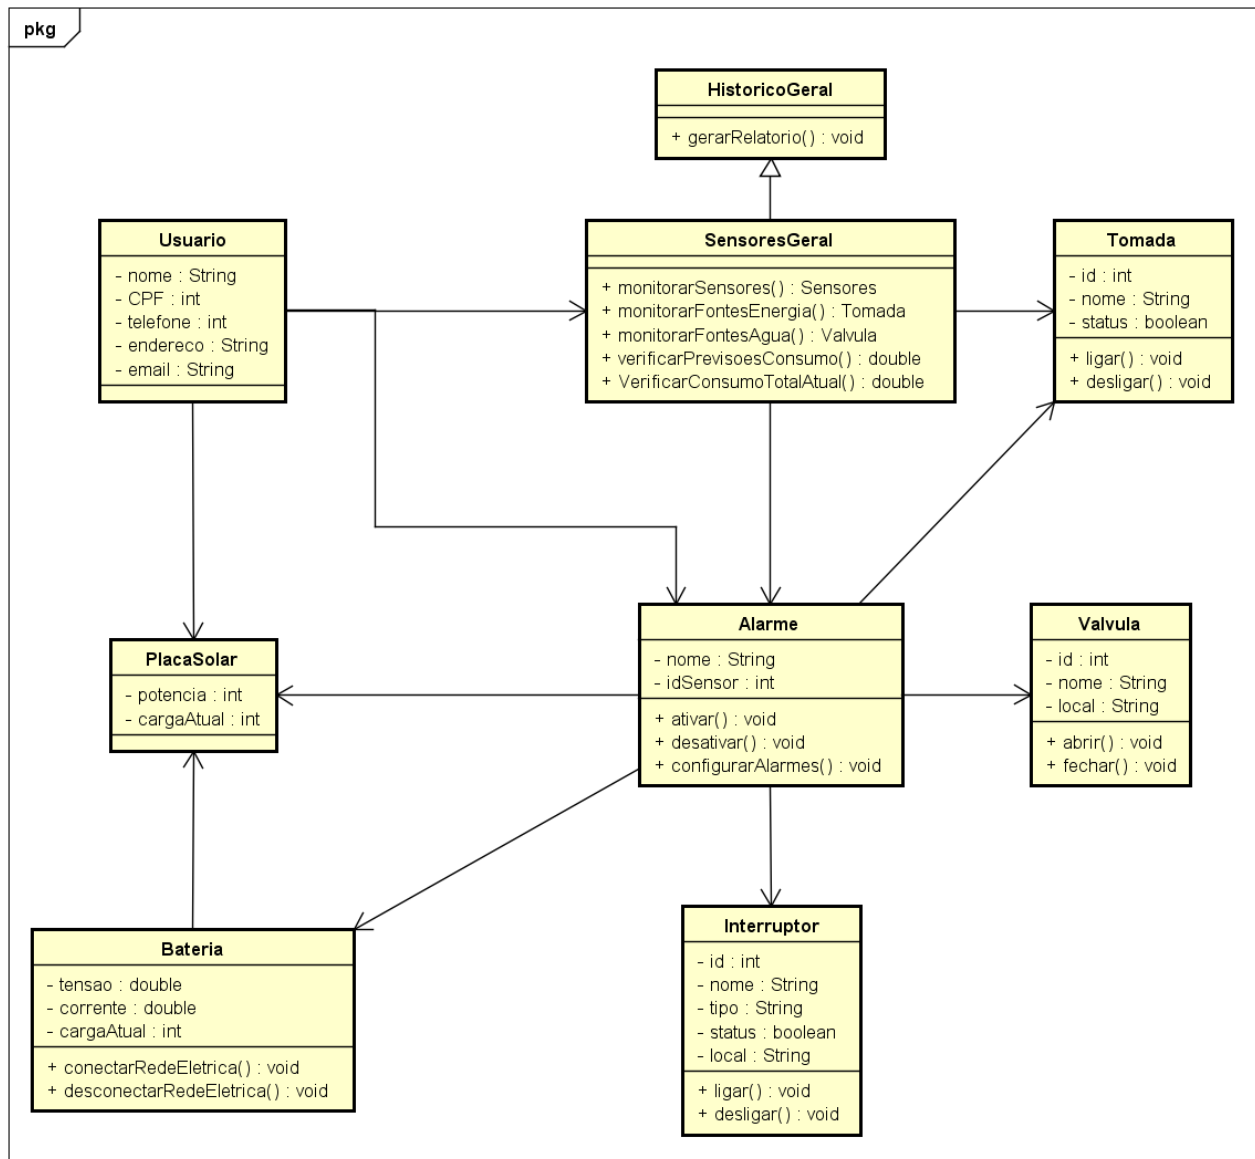 pkg
HistoricoGeral
+ gerarRelatorio() : void
Usuario
- nome : String
- CPF : int
- telefone : int
- endereco : String
- email : String
SensoresGeral
+ monitorarSensores() : Sensores
+ monitorarFontesEnergia() : Tomada
+ monitorarFontesAgua() : Valvula
+ verificarPrevisoesConsumo() : double
+ VerificarConsumoTotalAtual() : double
Tomada
- id : int
- nome : String
- status : boolean
+ ligar() : void
+ desligar() : void
PlacaSolar
- potencia : int
- cargaAtual : int
Alarme
- nome : String
- idSensor : int
+ ativar() : void
+ desativar() : void
+ configurarAlarmes() : void
Valvula
- id : int
- nome : String
- local : String
+ abrir() : void
+ fechar() : void
Bateria
- tensao : double
- corrente : double
- cargaAtual : int
+ conectarRedeEletrica() : void
+ desconectarRedeEletrica() : void
Interruptor
- id : int
- nome : String
- tipo : String
- status : boolean
- local : String
+ ligar() : void
+ desligar() : void